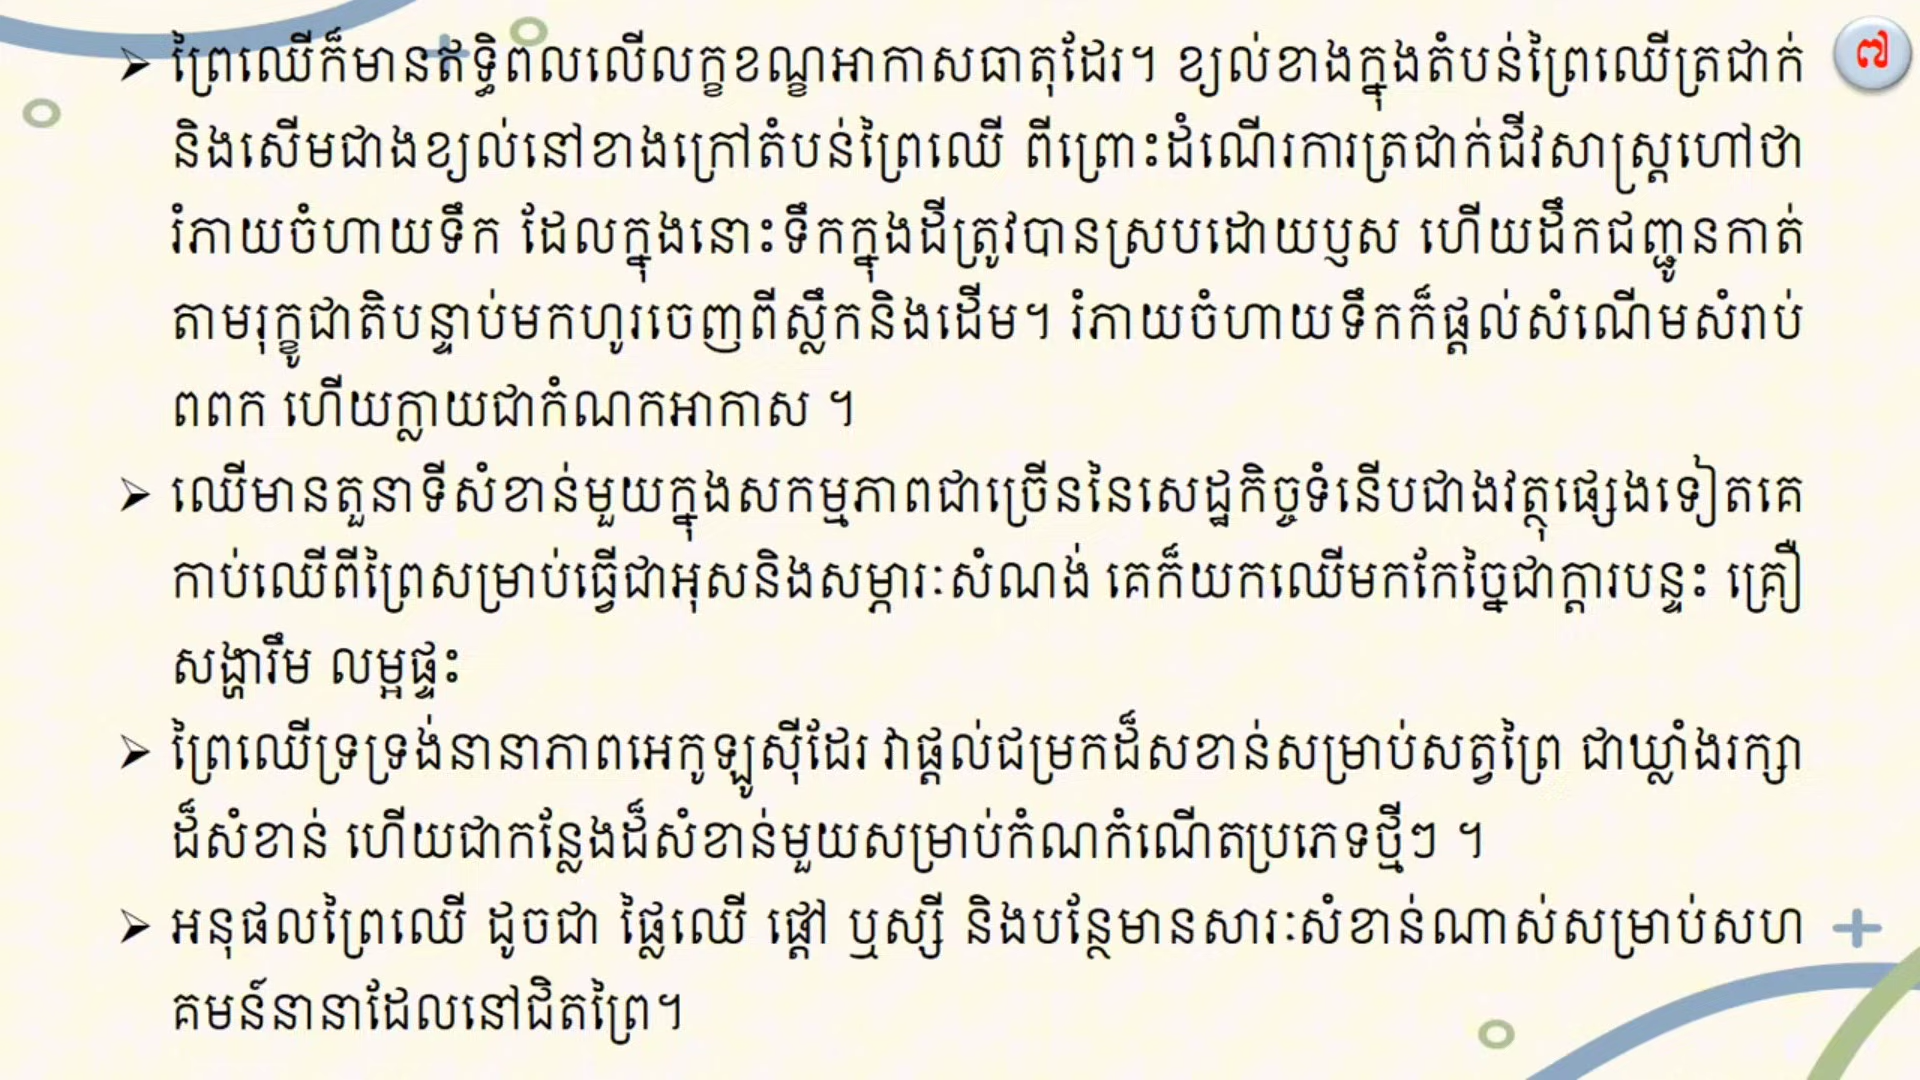 ➢ ព្រៃឈើក៏មានឥទ្ធិពលលើលក្ខខណ្ឌអាកាសធាតុដែរ។ ខ្យល់ខាងក្នុងតំបន់ព្រៃឈើត្រជាក់
៧
និងសើមជាងខ្យល់នៅខាងក្រៅតំបន់ព្រៃឈើ ពីព្រោះដំណើរការត្រជាក់ជីវសាស្ត្រហៅថា
រំភាយចំហាយទឹក ដែលក្នុងនោះទឹកក្នុងដីត្រូវបានស្របដោយប្ញស ហើយដឹកជញ្ជូនកាត់
តាមរុក្ខូជាតិបន្ទាប់មកហូរចេញពីស្លឹកនិងដើម។ រំភាយចំហាយទឹកក៏ផ្តល់សំណើមសំរាប់
ពពក ហើយក្លាយជាកំណកអាកាស ។
➢ ឈើមានតួនាទីសំខាន់មួយក្នុងសកម្មភាពជាច្រើននៃសេដ្ឋកិច្ចទំនើបជាងវត្ថុផ្សេងទៀតគេ
កាប់ឈើពីព្រៃសម្រាប់ធ្វើជាអុសនិងសម្ភារៈសំណង់ គេក៏យកឈើមកកែច្នៃជាក្តារបន្ទះ គ្រឿ
សង្ហារឹម លម្អផ្ទះ
➢ ព្រៃឈើទ្រទ្រង់នានាភាពអេកូឡូស៊ីដែរ វាផ្តល់ជម្រកដ៏សខាន់សម្រាប់សត្វព្រៃ ជាឃ្លាំងរក្សា
ដ៏សំខាន់ ហើយជាកន្លែងដ៏សំខាន់មួយសម្រាប់កំណកំណើតប្រភេទថ្មីៗ ។
➢ អនុផលព្រៃឈើ ដូចជា ផ្លៃឈើ ផ្តៅ ឬស្សី និងបន្ថែមានសារៈសំខាន់ណាស់សម្រាប់សហ
គមន៍នានាដែលនៅជិតព្រៃ។